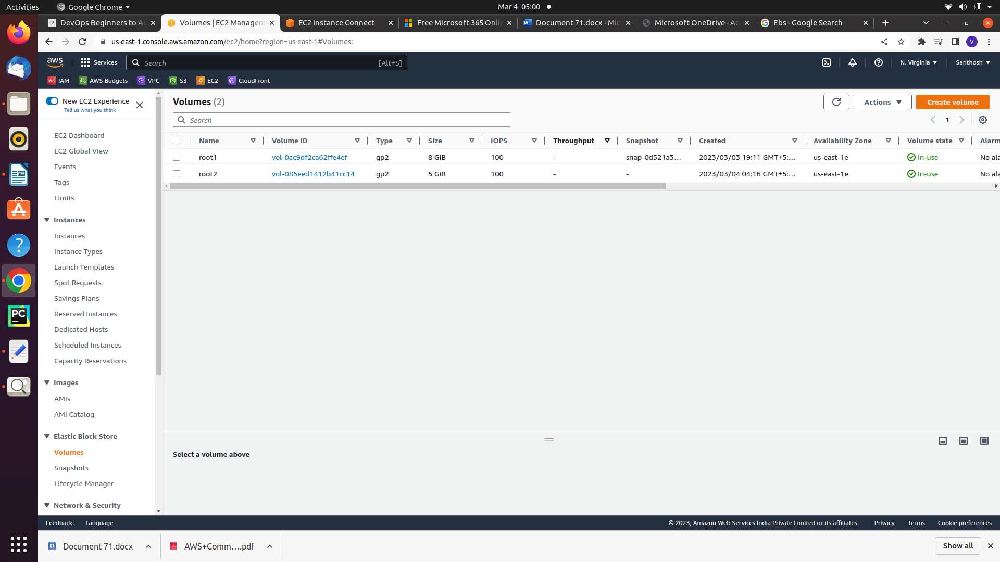 Activities Google Chrome Mar 4 05:00
DevOps Beginners to Ad Volumes | EC2 Managem EC2 Instance Connect Free Microsoft 365 Onli Document 71.docx - Mic Microsoft OneDrive - Ac Ebs - Google Search
us-east-1.console.aws.amazon.com/ec2/home?region=us-east-1#Volumes:
V
aws Services Search [Alt+S] N. Virginia Santhosh
IAM AWS Budgets VPC S3 EC2 CloudFront
New EC2 Experience
Tell us what you think
EC2 Dashboard
EC2 Global View
Events
Tags
Limits
Instances
Instances
Instance Types
Launch Templates
Spot Requests
Savings Plans
Reserved Instances
Dedicated Hosts
Scheduled Instances
Capacity Reservations
Images
AMIs
AMI Catalog
Elastic Block Store
Volumes
Snapshots
Lifecycle Manager
Network & Security
Volumes (2) Actions Create volume
Search 1
Name Volume ID Type Size IOPS Throughput Snapshot Created Availability Zone Volume state Alarm
root1 vol-0ac9df2ca62ffe4ef gp2 8 GiB 100 - snap-0d521a3... 2023/03/03 19:11 GMT+5:... us-east-1e In-use No ala
root2 vol-085eed1412b41cc14 gp2 5 GiB 100 - - 2023/03/04 04:16 GMT+5:... us-east-1e In-use No ala
Select a volume above
Feedback Language © 2023, Amazon Web Services India Private Limited or its affiliates. Privacy Terms Cookie preferences
Document 71.docx AWS+Comm....pdf Show all
PC